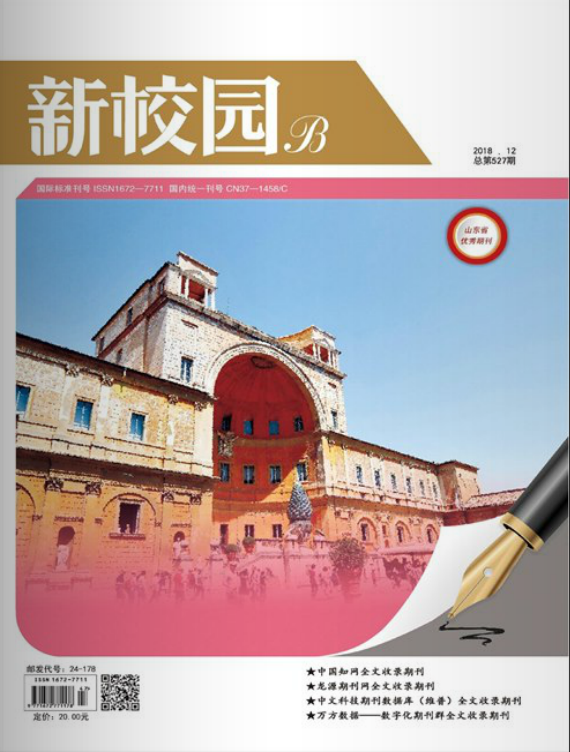 新校园B
2018 . 12
总第527期
国际标准刊号 ISSN1672—7711 国内统一刊号 CN37—1458/C
山东省
优秀期刊
邮发代号：24-178
ISSN 1672-7711
9771672771178
定价：20.00元
★中国知网全文收录期刊
★龙源期刊网全文收录期刊
★中文科技期刊数据库（维普）全文收录期刊
★万方数据——数字化期刊群全文收录期刊